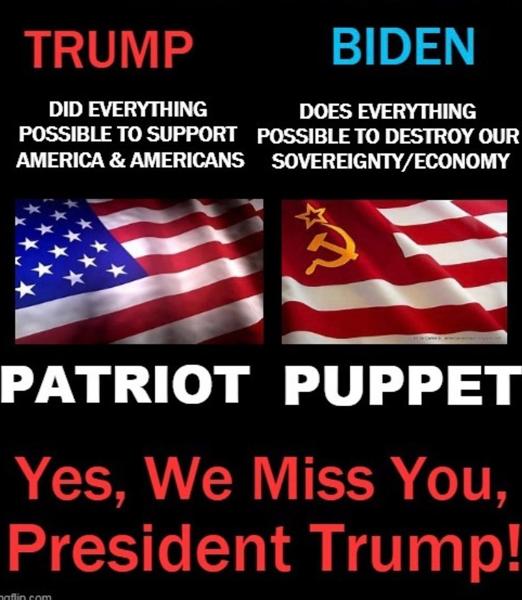 TRUMP
BIDEN
DID EVERYTHING
POSSIBLE TO SUPPORT
AMERICA & AMERICANS
DOES EVERYTHING
POSSIBLE TO DESTROY OUR
SOVEREIGNTY/ECONOMY
PATRIOT
PUPPET
Yes, We Miss You,
President Trump!